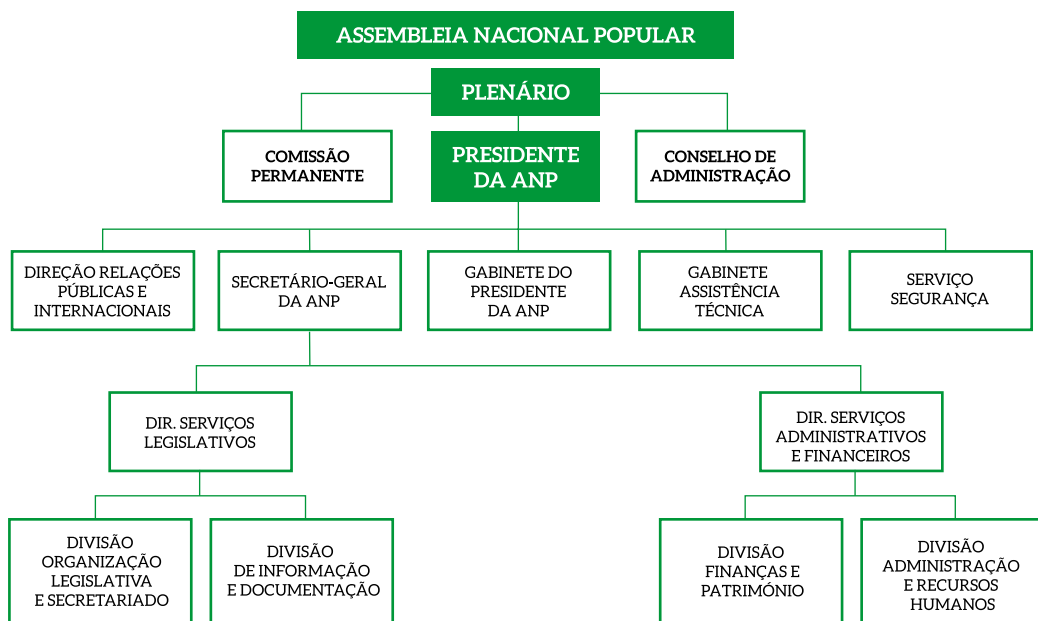 ASSEMBLEIA NACIONAL POPULAR
PLENÁRIO
COMISSÃO
PERMANENTE
PRESIDENTE
DA ANP
CONSELHO DE
ADMINISTRAÇÃO
DIREÇÃO RELAÇÕES
PÚBLICAS E
INTERNACIONAIS
SECRETÁRIO-GERAL
DA ANP
GABINETE DO
PRESIDENTE
DA ANP
GABINETE
ASSISTÊNCIA
TÉCNICA
SERVIÇO
SEGURANÇA
DIR. SERVIÇOS
LEGISLATIVOS
DIR. SERVIÇOS
ADMINISTRATIVOS
E FINANCEIROS
DIVISÃO
ORGANIZAÇÃO
LEGISLATIVA
E SECRETARIADO
DIVISÃO
DE INFORMAÇÃO
E DOCUMENTAÇÃO
DIVISÃO
FINANÇAS E
PATRIMÓNIO
DIVISÃO
ADMINISTRAÇÃO
E RECURSOS
HUMANOS